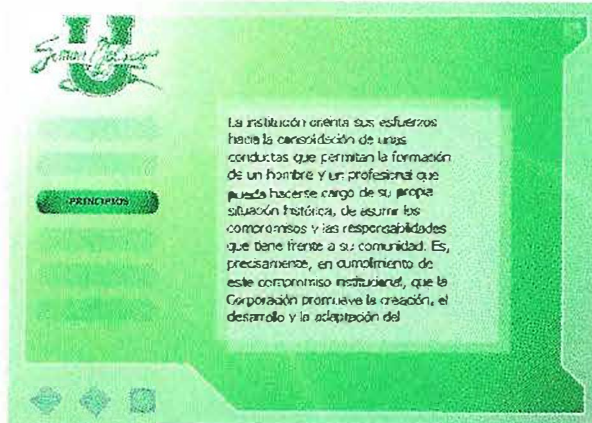 U
PRINCIPIOS
La institución orienta sus esfuerzos
hacia la consolidación de unas
conductas que permitan la formación
de un hombre y un profesional que
pueda hacerse cargo de su propia
situación histórica, de asumir los
compromisos y las responsabilidades
que tiene frente a su comunidad. Es,
precisamente, en cumplimiento de
este compromiso institucional, que la
Corporación promueve la creación, el
desarrollo y la adaptación del